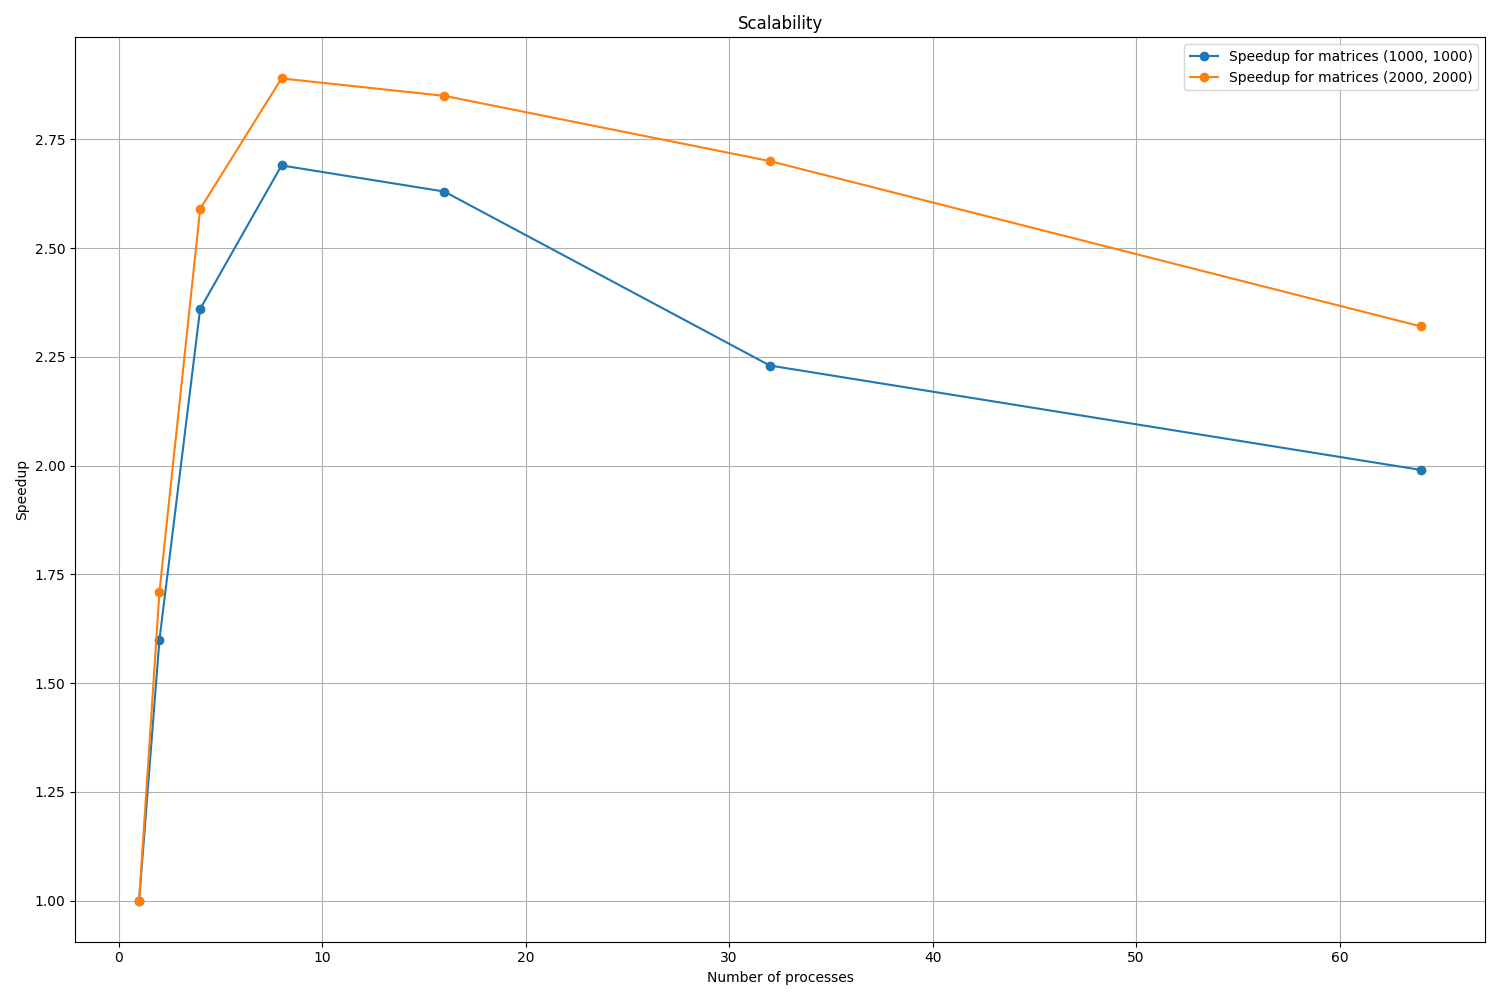 Scalability
Speedup for matrices (1000, 1000)
Speedup for matrices (2000, 2000)
2.75
2.50
2.25
2.00
1.75
1.50
1.25
1.00
Speedup
0 10 20 30 40 50 60
Number of processes